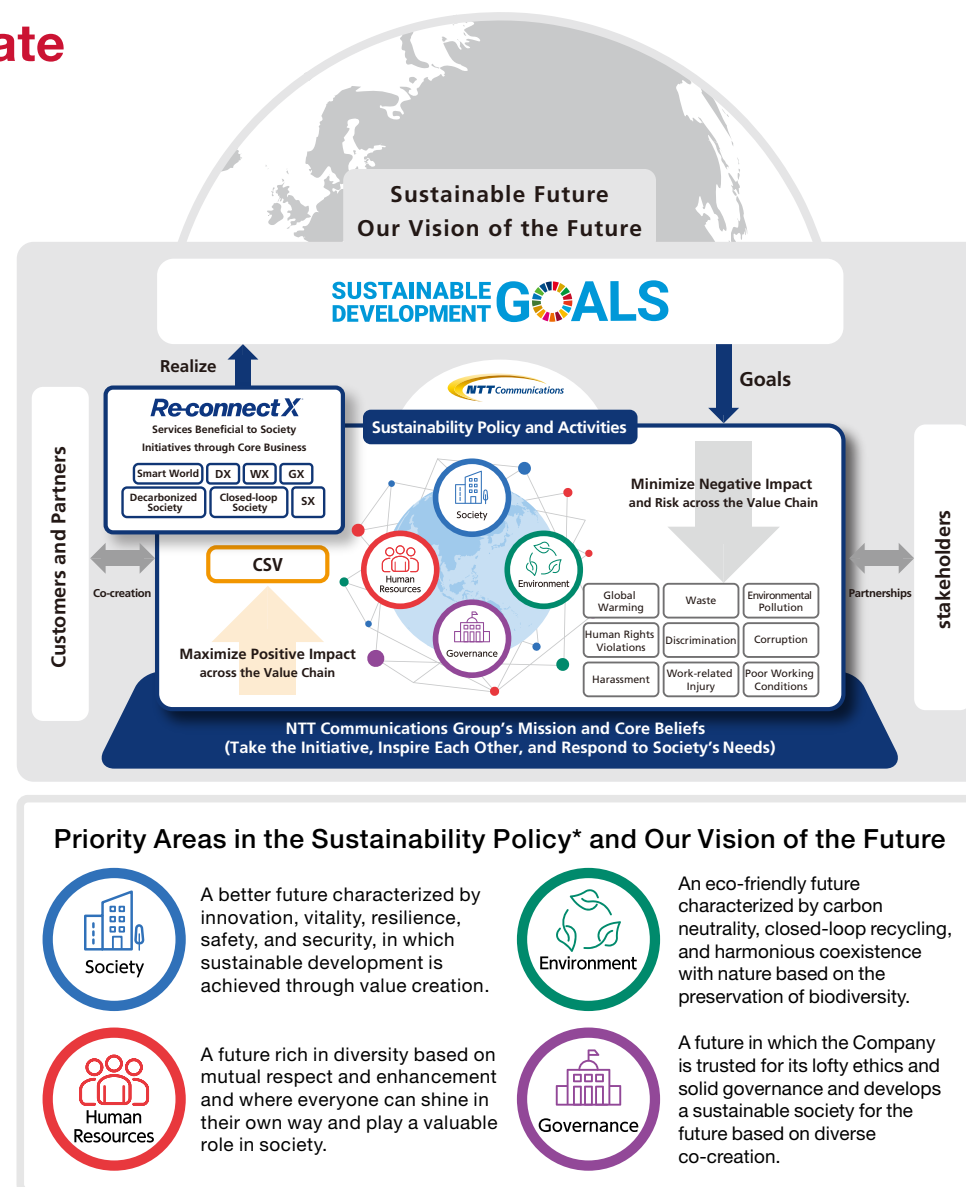 ate
Sustainable Future
Our Vision of the Future
SUSTAINABLE
DEVELOPMENT
GOALS
Realize
Goals
NTT Communications
Re-connect X
Services Beneficial to Society
Initiatives through Core Business
Smart World
DX
WX
GX
Decarbonized
Society
Closed-loop
Society
SX
Sustainability Policy and Activities
Customers and Partners
Co-creation
CSV
Maximize Positive Impact
across the Value Chain
Society
Human
Resources
Environment
Governance
Minimize Negative Impact
and Risk across the Value Chain
Global
Warming
Waste
Environmental
Pollution
Human Rights
Violations
Discrimination
Corruption
Harassment
Work-related
Injury
Poor Working
Conditions
Partnerships
stakeholders
NTT Communications Group's Mission and Core Beliefs
(Take the Initiative, Inspire Each Other, and Respond to Society's Needs)
Priority Areas in the Sustainability Policy* and Our Vision of the Future
Society
A better future characterized by
innovation, vitality, resilience,
safety, and security, in which
sustainable development is
achieved through value creation.
Environment
An eco-friendly future
characterized by carbon
neutrality, closed-loop recycling,
and harmonious coexistence
with nature based on the
preservation of biodiversity.
Human
Resources
A future rich in diversity based on
mutual respect and enhancement
and where everyone can shine in
their own way and play a valuable
role in society.
Governance
A future in which the Company
is trusted for its lofty ethics and
solid governance and develops
a sustainable society for the
future based on diverse
co-creation.